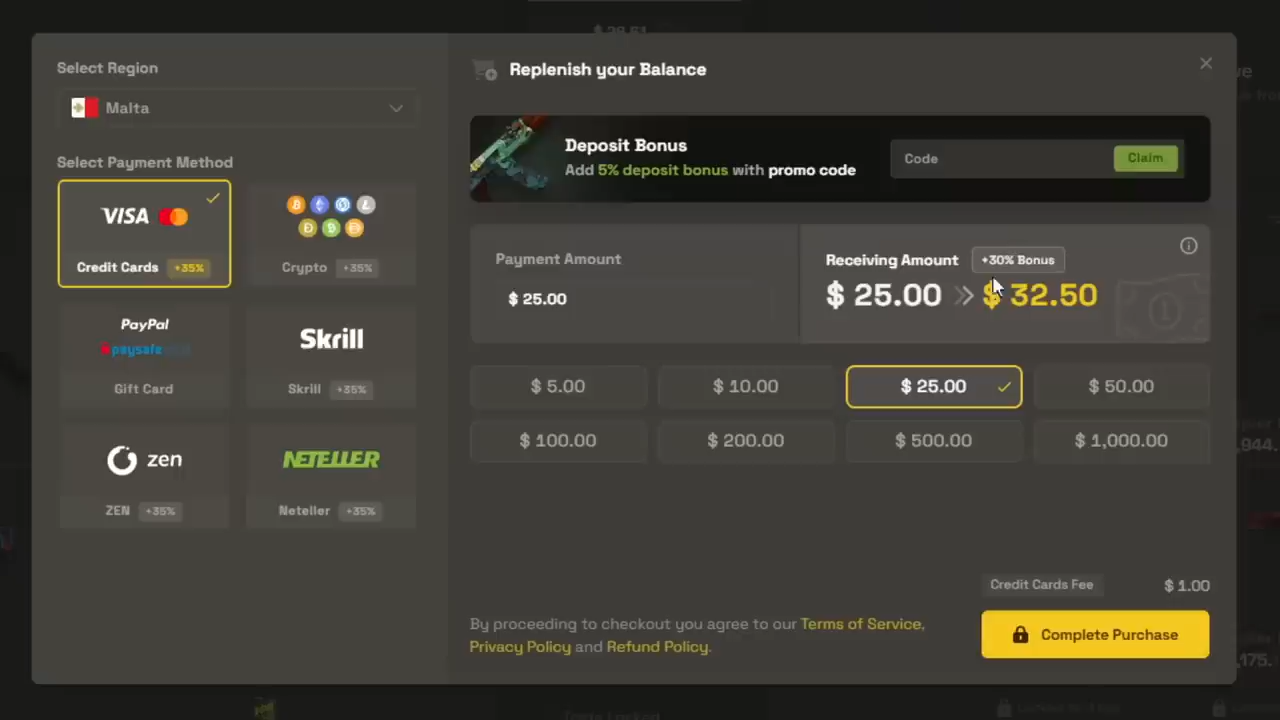 Select Region
Malta
Select Payment Method
VISA
Credit Cards +35%
Crypto +35%
PayPal
paysafe
Gift Card
Skrill
Skrill +35%
zen
ZEN +35%
NETELLER
Neteller +35%
Replenish your Balance
Deposit Bonus
Add 5% deposit bonus with promo code
Code
Claim
Payment Amount
$ 25.00
Receiving Amount +30% Bonus
$ 25.00 $ 32.50
$ 5.00 $ 10.00 $ 25.00 $ 50.00
$ 100.00 $ 200.00 $ 500.00 $ 1,000.00
Credit Cards Fee $ 1.00
By proceeding to checkout you agree to our Terms of Service,
Privacy Policy and Refund Policy.
Complete Purchase